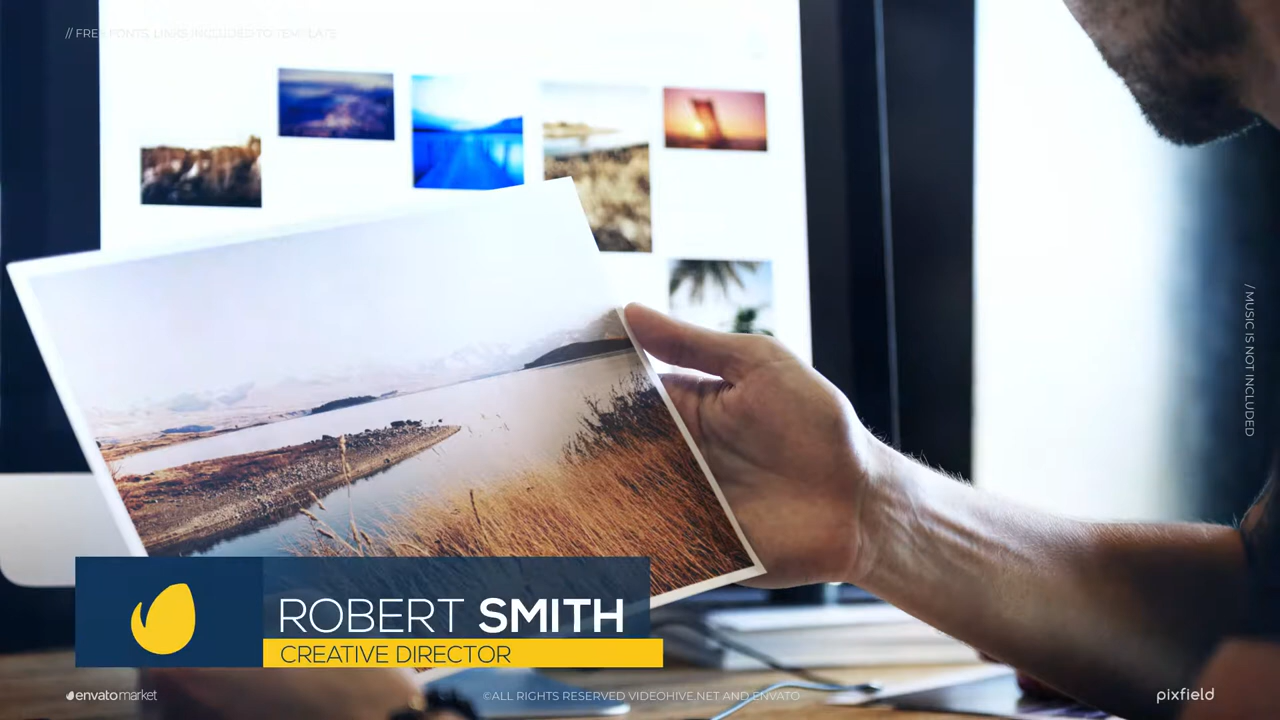 // FREE FONTS, LINKS INCLUDED TO TEMPLATE
/ MUSIC IS NOT INCLUDED
ROBERT SMITH
CREATIVE DIRECTOR
envatomarket
©ALL RIGHTS RESERVED VIDEOHIVE.NET AND ENVATO
pixfield